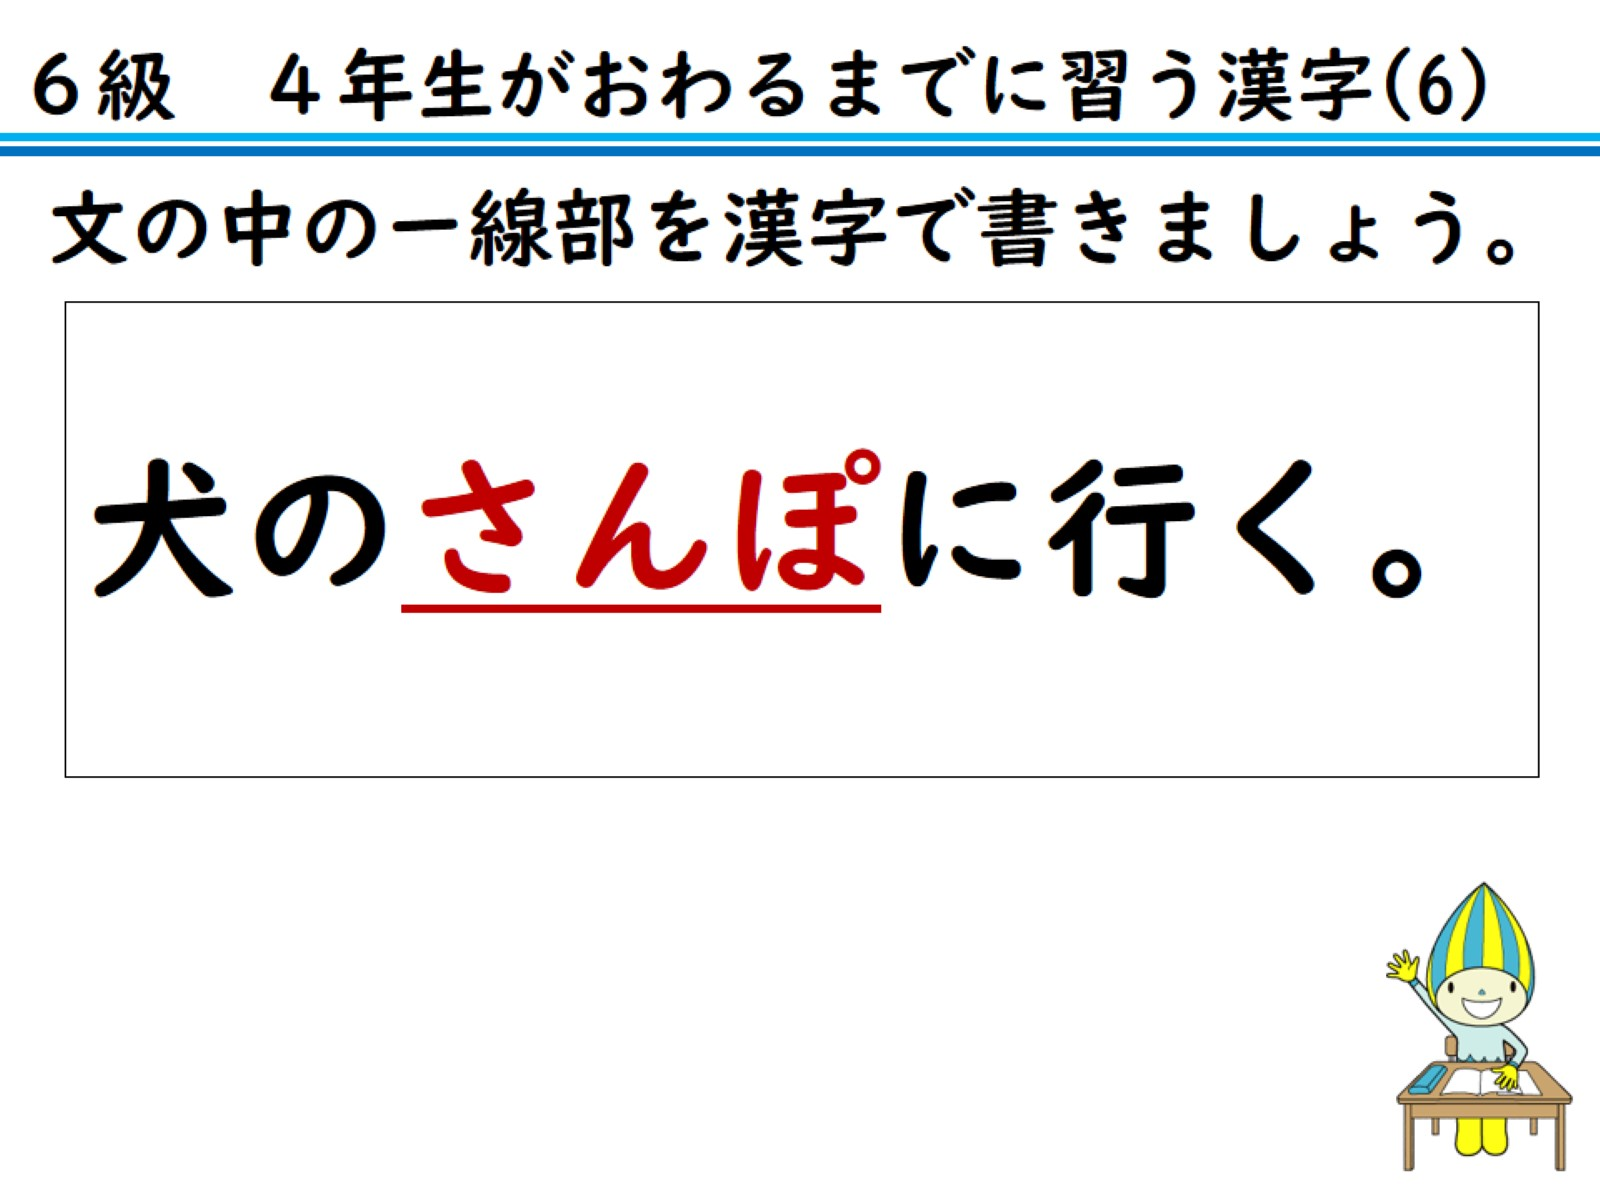 ６級　４年生がおわるまでに習う漢字(6)
文の中の―線部を漢字で書きましょう。
犬のさんぽに行く。